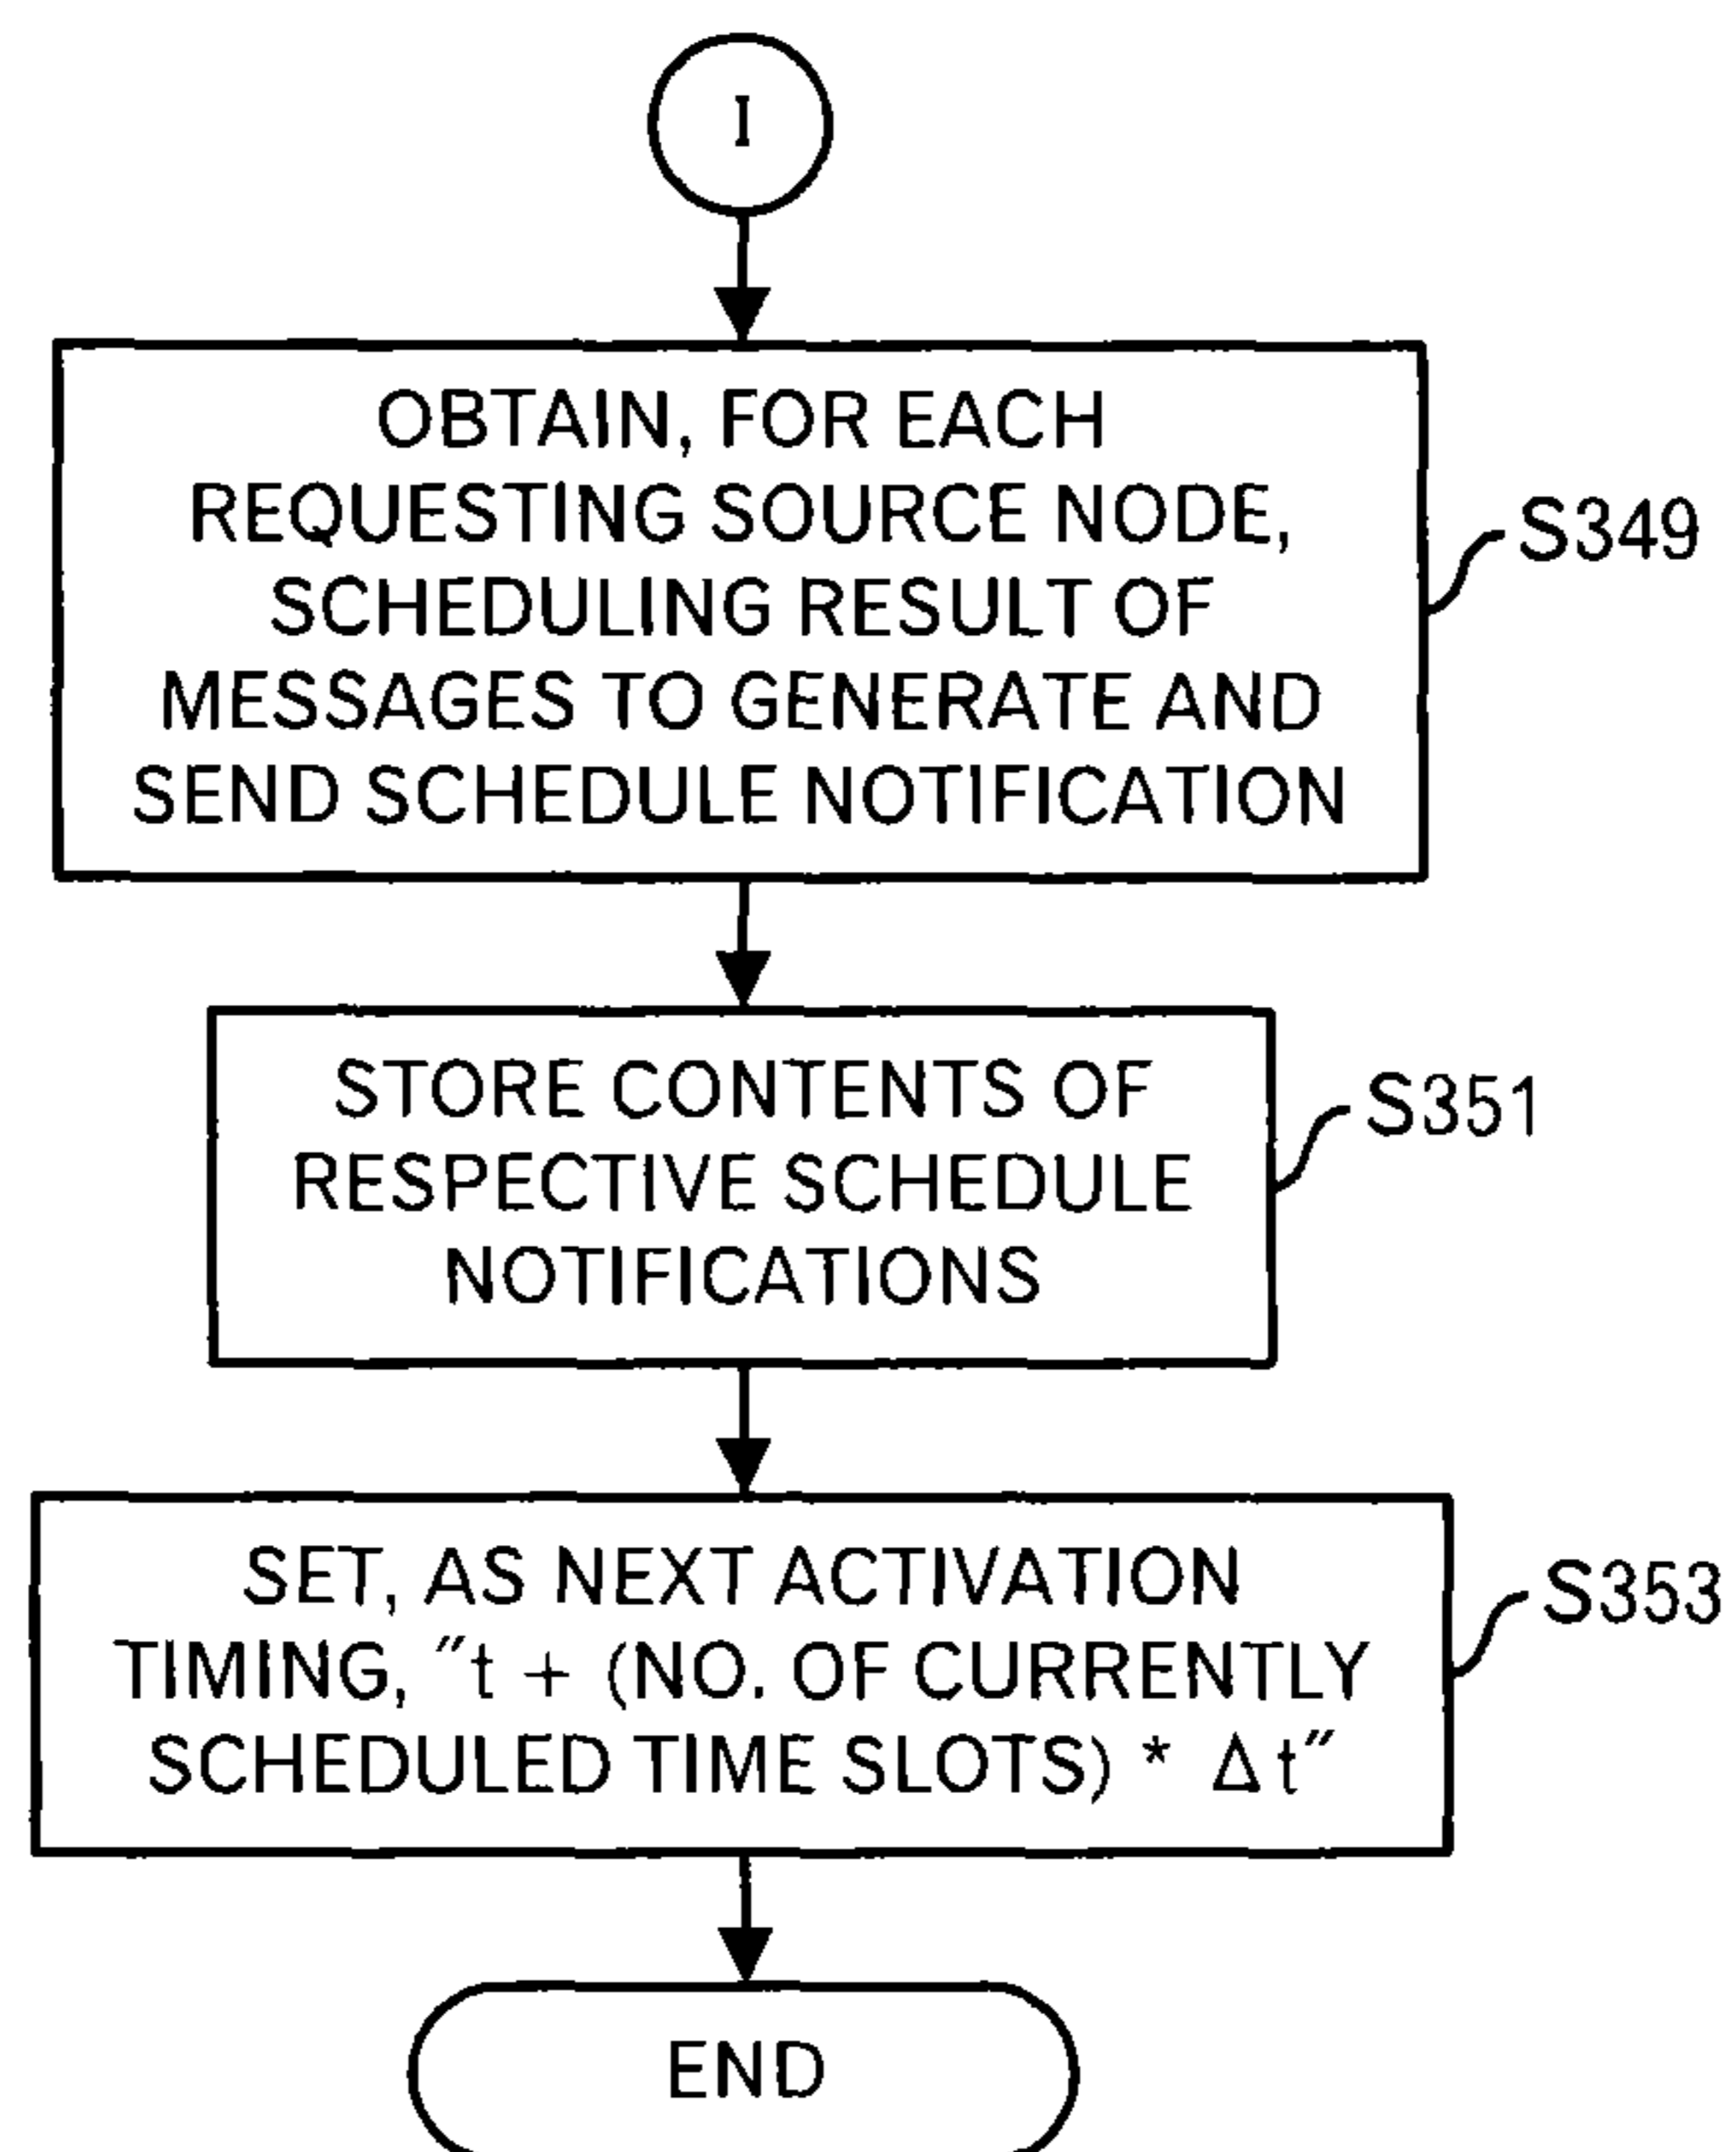 I
OBTAIN, FOR EACH
REQUESTING SOURCE NODE,
SCHEDULING RESULT OF
MESSAGES TO GENERATE AND
SEND SCHEDULE NOTIFICATION
S349
STORE CONTENTS OF
RESPECTIVE SCHEDULE
NOTIFICATIONS
S351
SET, AS NEXT ACTIVATION
TIMING, "t + (NO. OF CURRENTLY
SCHEDULED TIME SLOTS) * Δt"
S353
END